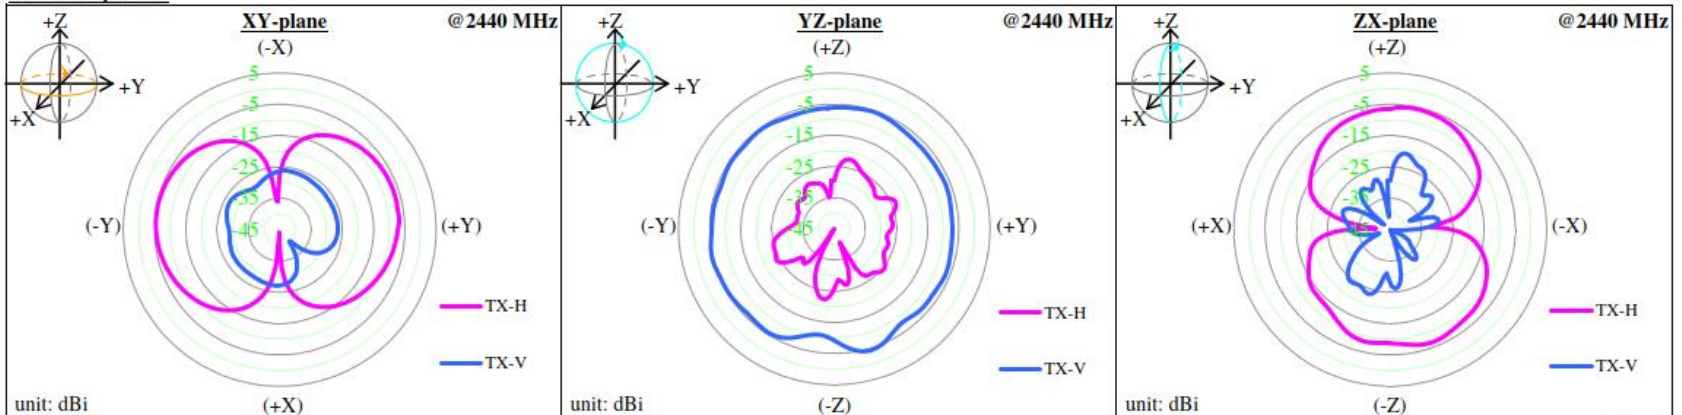 XY-plane
@2440 MHz
+Z
(-X)
+Y
+X
5
-5
-15
-25
-35
-45
(-Y)
(+Y)
TX-H
TX-V
unit: dBi
(+X)
YZ-plane
@2440 MHz
+Z
(+Z)
+Y
+X
5
-5
-15
-25
-35
-45
(-Y)
(+Y)
TX-H
TX-V
unit: dBi
(-Z)
ZX-plane
@2440 MHz
+Z
(+Z)
+Y
+X
5
-5
-15
-25
-35
-45
(+X)
(-X)
TX-H
TX-V
unit: dBi
(-Z)